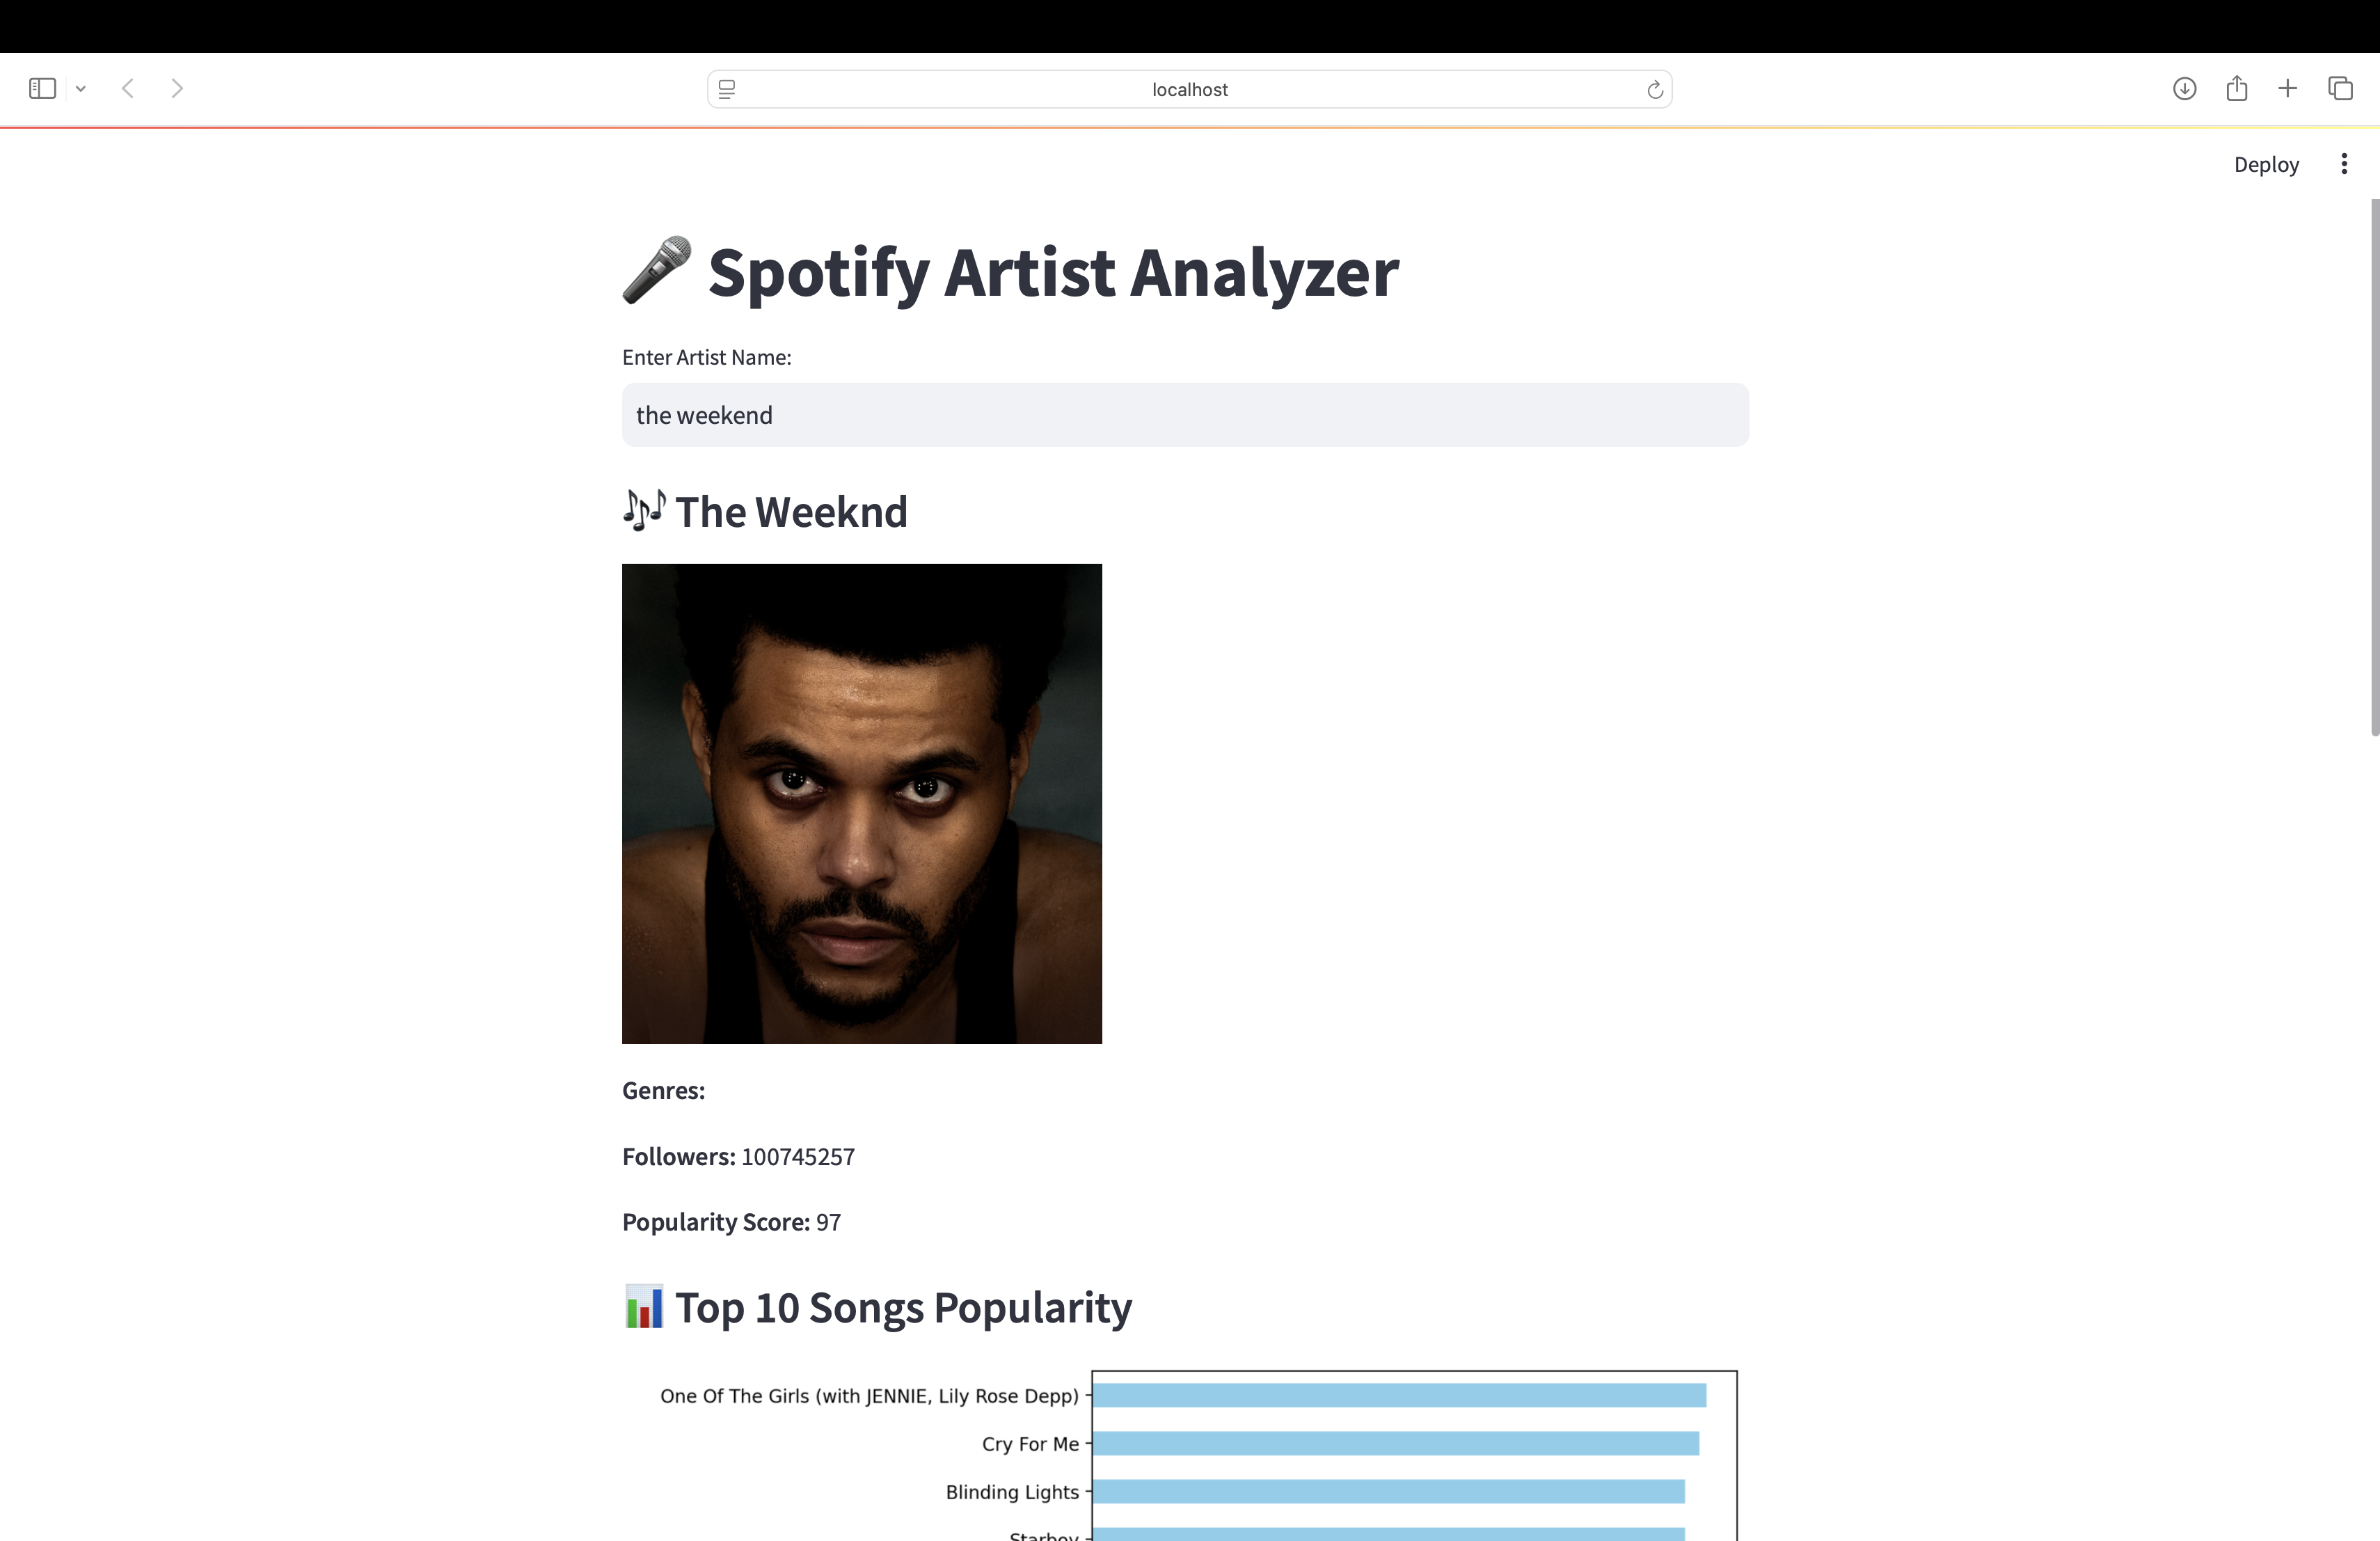 localhost
Deploy
Spotify Artist Analyzer
Enter Artist Name:
the weekend
The Weeknd
Genres:
Followers: 100745257
Popularity Score: 97
Top 10 Songs Popularity
One Of The Girls (with JENNIE, Lily Rose Depp)
Cry For Me
Blinding Lights
Starboy